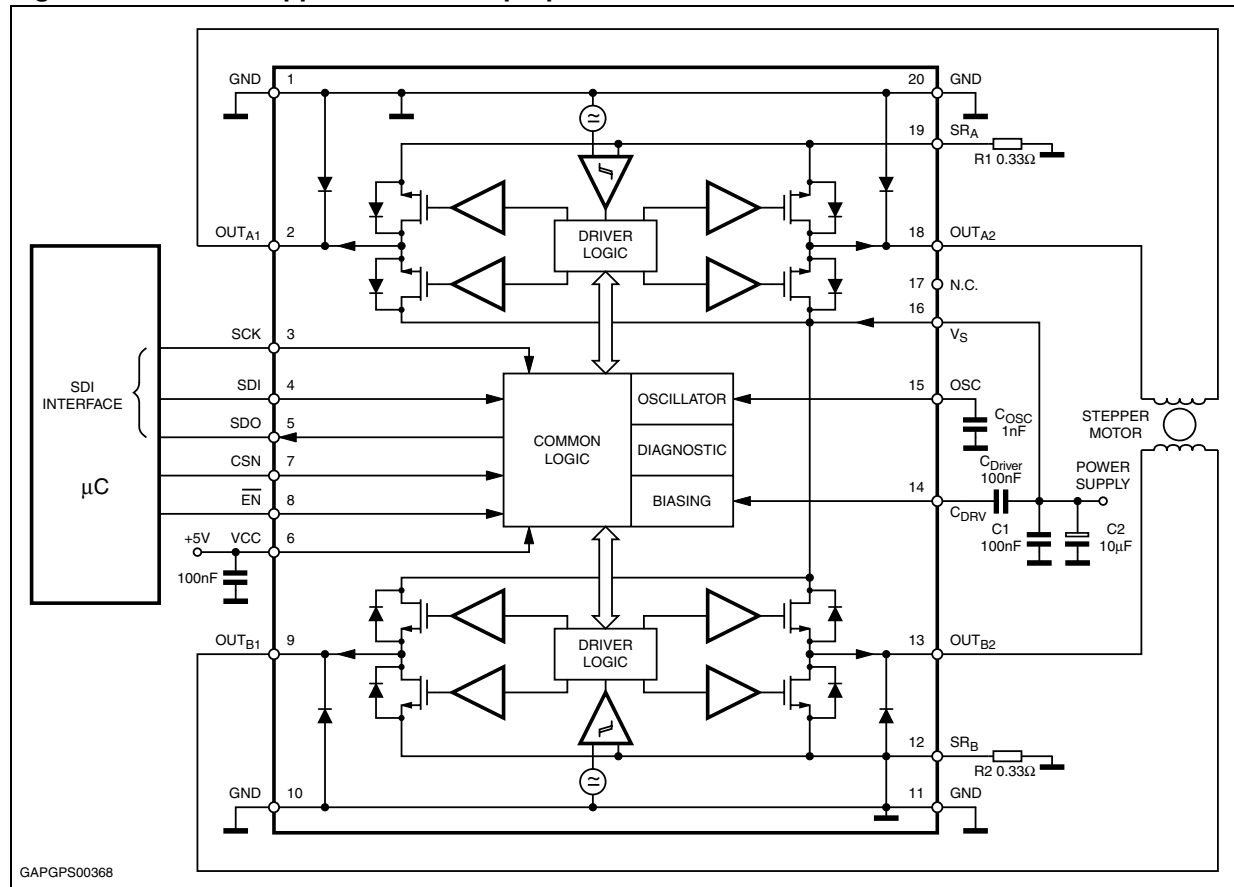 GND 1
20 GND
19 SRA
R1 0.33Ω
OUTA1 2
DRIVER
LOGIC
18 OUTA2
17 N.C.
16
VS
SCK 3
SDI
INTERFACE
SDI 4
SDO 5
CSN 7
EN 8
μC
+5V VCC 6
100nF
COMMON
LOGIC
OSCILLATOR
DIAGNOSTIC
BIASING
15 OSC
COSC
1nF
STEPPER
MOTOR
CDriver
100nF
POWER
SUPPLY
14
CDRV
C1
100nF
C2
10μF
OUTB1 9
DRIVER
LOGIC
13 OUTB2
12 SRB
R2 0.33Ω
GND 10
11 GND
GAPGPS00368